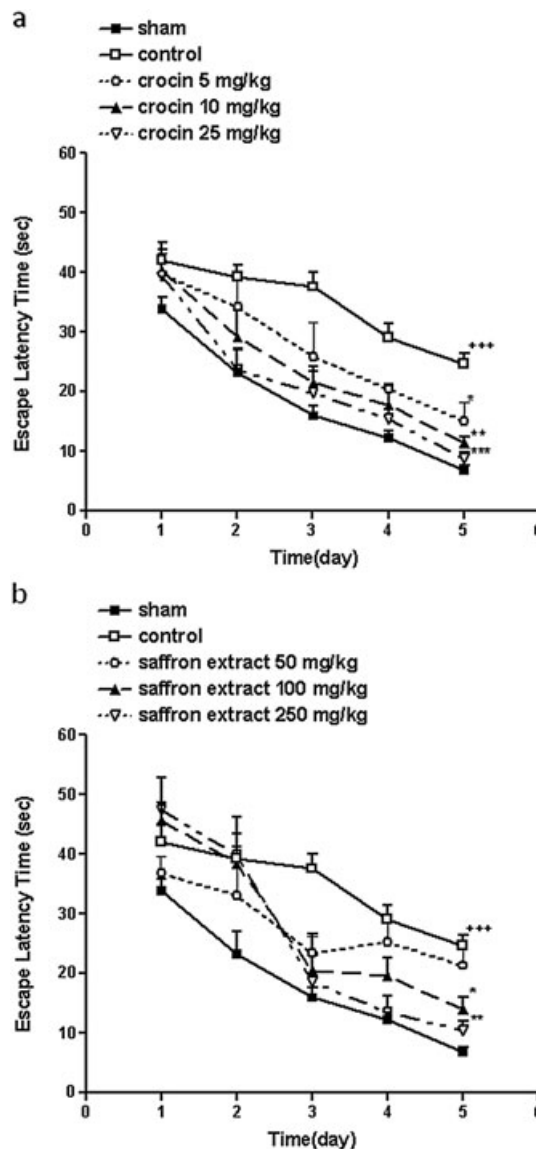 a
sham
control
crocin 5 mg/kg
crocin 10 mg/kg
crocin 25 mg/kg
60
50
40
30
20
10
0
Escape Latency Time (sec)
+++
*
++
***
0 1 2 3 4 5 6
Time(day)
b
sham
control
saffron extract 50 mg/kg
saffron extract 100 mg/kg
saffron extract 250 mg/kg
60
50
40
30
20
10
0
Escape Latency Time (sec)
+++
*
**
0 1 2 3 4 5 6
Time(day)